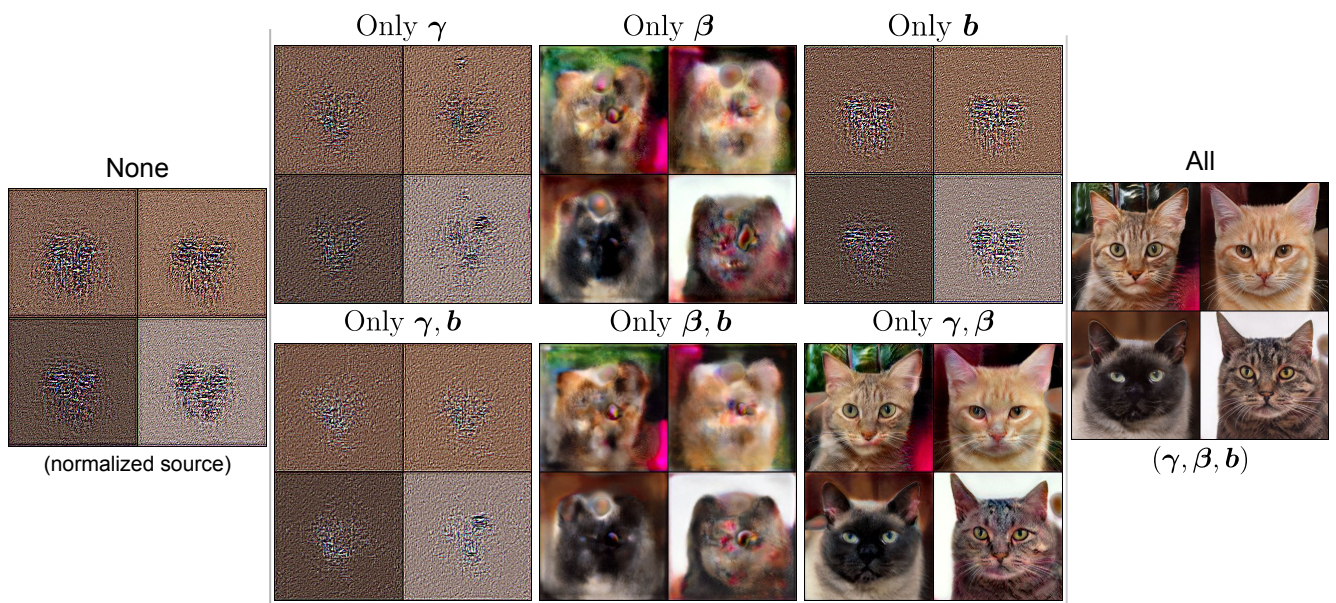 None
(normalized source)
Only γ
Only β
Only b
Only γ, b
Only β, b
Only γ, β
All
(γ, β, b)